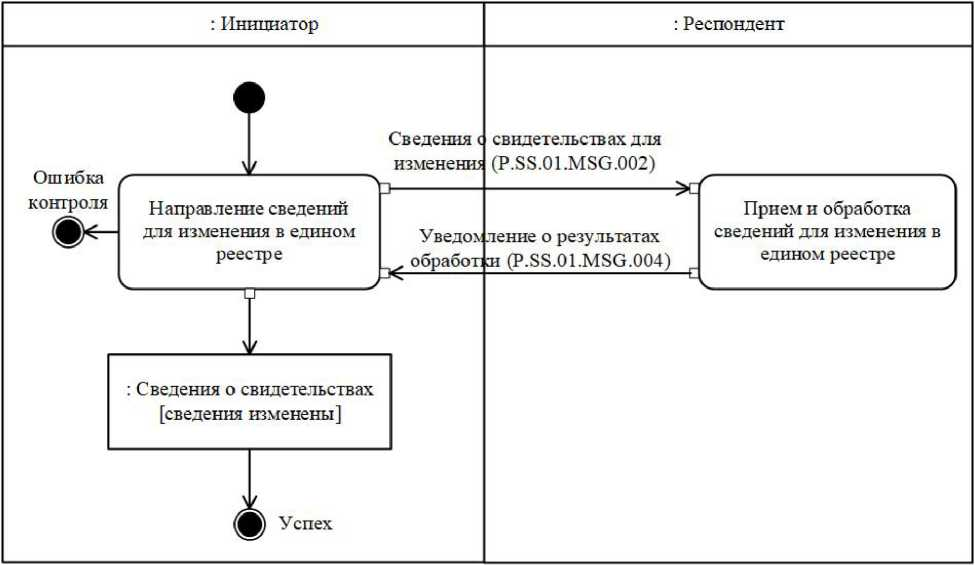 : Инициатор
: Респондент
Сведения о свидетельствах для
изменения (P.SS.01.MSG.002)
Ошибка
контроля
Направление сведений
для изменения в едином
реестре
Прием и обработка
сведений для изменения в
едином реестре
Уведомление о результатах
обработки (P.SS.01.MSG.004)
: Сведения о свидетельствах
[сведения изменены]
Успех